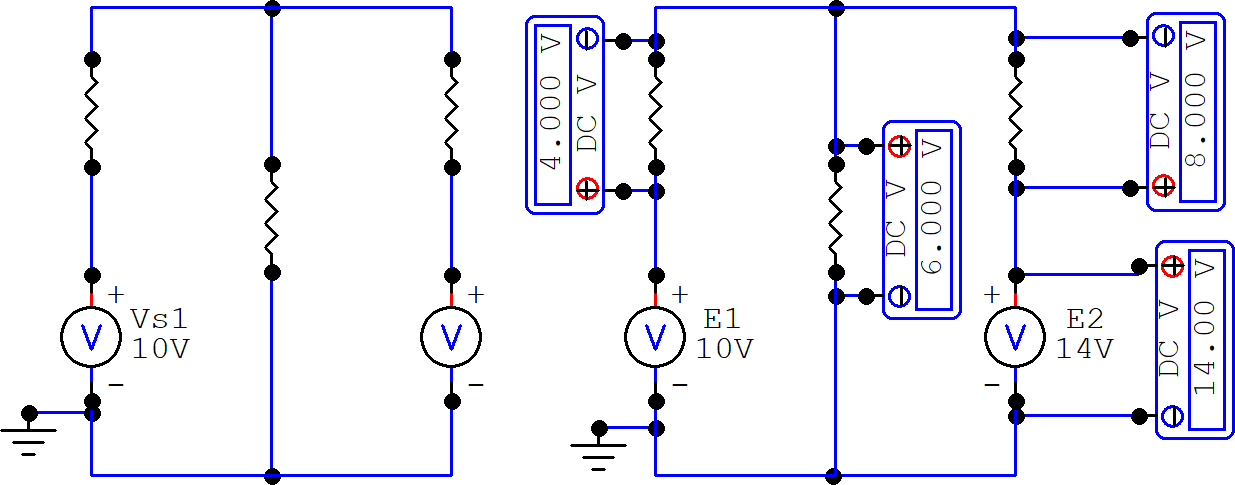 +
Vs1
10V
-
+
V
-
V
4.000 V
DC V
+
E1
10V
-
V
DC V
6.000 V
+
E2
14V
-
V
DC V
8.000 V
DC V
14.00 V